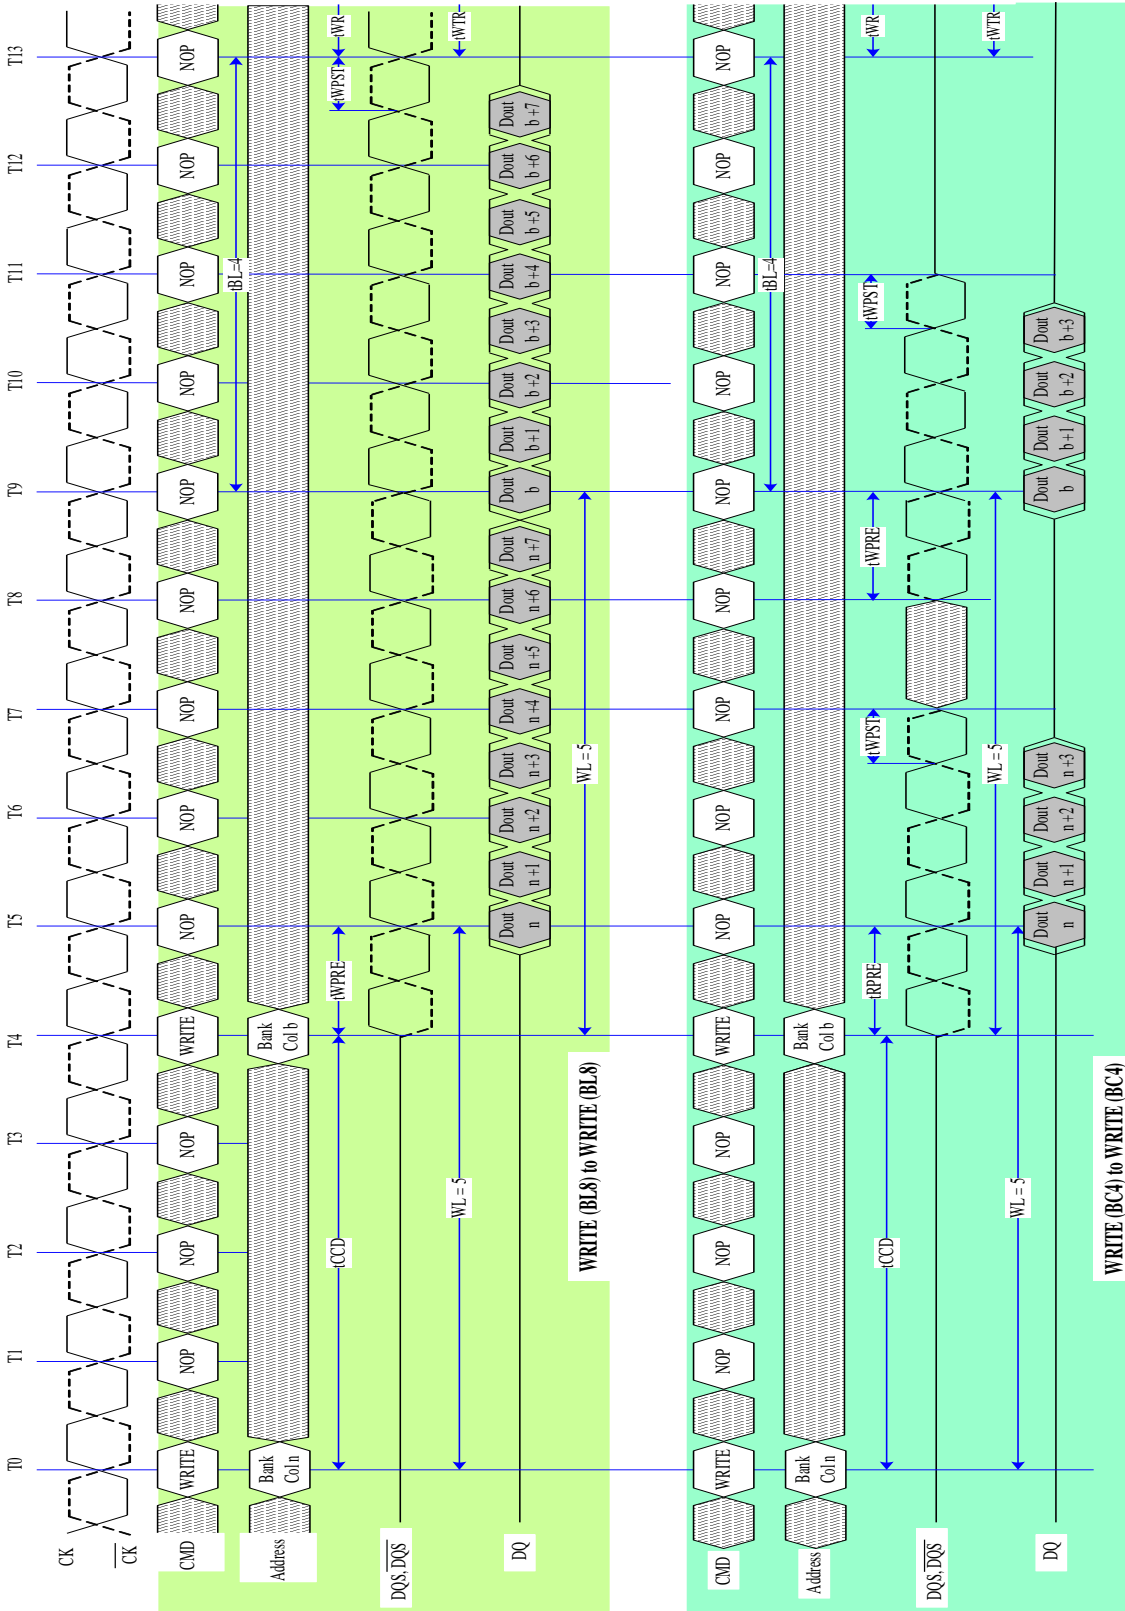 T0 T1 T2 T3 T4 T5 T6 T7 T8 T9 T10 T11 T12 T13
CK
CK
CMD WRITE NOP NOP NOP WRITE NOP NOP NOP NOP NOP NOP NOP NOP NOP
tBL=4
Address Bank Col n Bank Col b
tCCD tWPRE tWPST tWR
DQS, DQS
WL = 5 tWTR
DQ Dout n Dout n+1 Dout n+2 Dout n+3 Dout n+4 Dout n+5 Dout n+6 Dout n+7 Dout b Dout b+1 Dout b+2 Dout b+3 Dout b+4 Dout b+5 Dout b+6 Dout b+7
WL = 5
WRITE (BL8) to WRITE (BL8)
CMD WRITE NOP NOP NOP WRITE NOP NOP NOP NOP NOP NOP NOP NOP NOP
tBL=4
Address Bank Col n Bank Col b
tCCD tRPRE tWPST tWPRE tWPST tWR
DQS, DQS
WL = 5 tWTR
WL = 5
DQ Dout n Dout n+1 Dout n+2 Dout n+3 Dout b Dout b+1 Dout b+2 Dout b+3
WRITE (BC4) to WRITE (BC4)